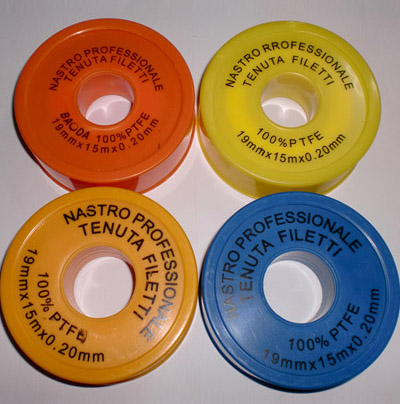 NASTRO PROFESSIONALE
TENUTA FILETTI
BACIDA 100% PTFE
19mmx15mx0.20mm
NASTRO RROFESSIONALE
TENUTA FILETTI
100% PTFE
19mmx15mx0.20mm
NASTRO PROFESSIONALE
TENUTA FILETTI
100% PTFE
19mmx15mx0.20mm
NASTRO PROFESSIONALE
TENUTA FILETTI
100% PTFE
19mmx15mx0.20mm